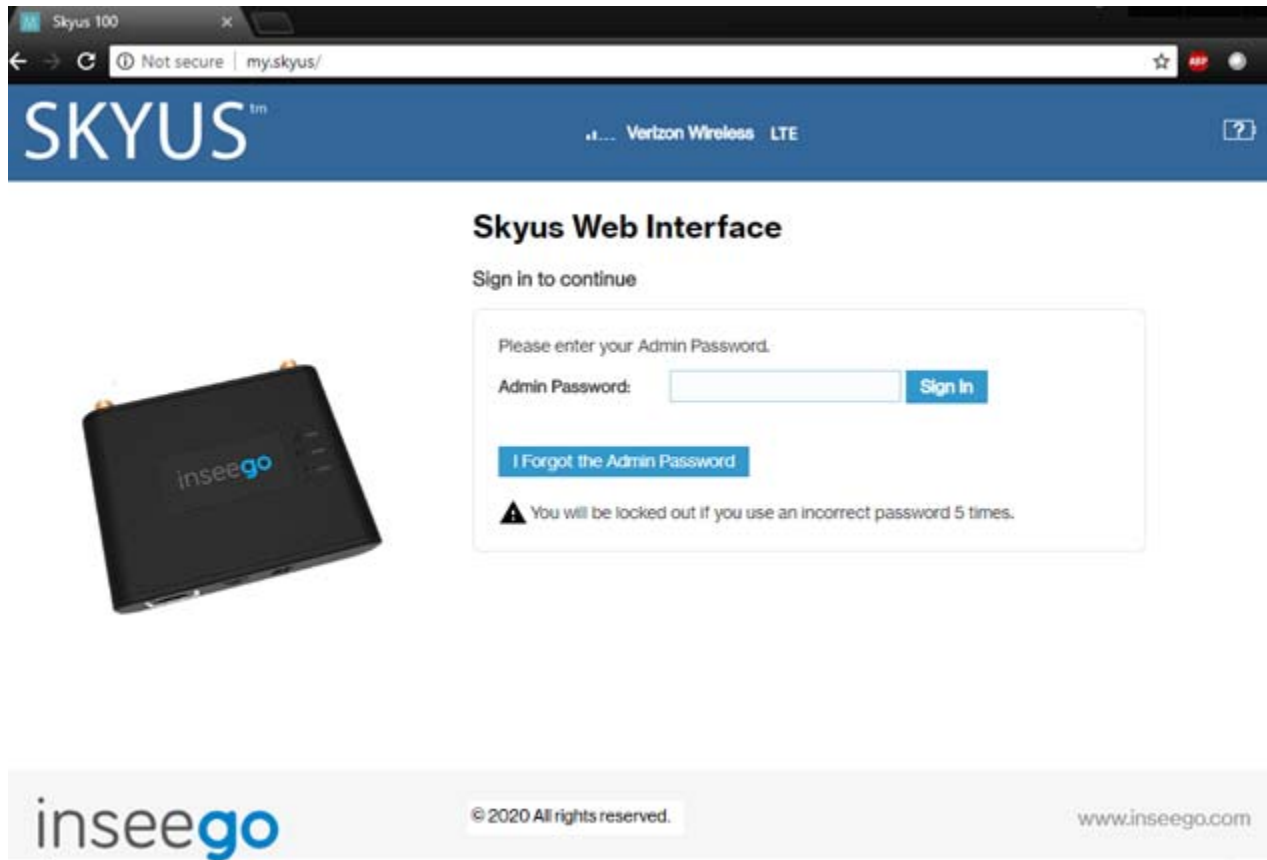 Skyus 100
Not secure | my.skyus/
ABP
SKYUS™
Verizon Wireless LTE
Skyus Web Interface
Sign in to continue
Please enter your Admin Password.
Admin Password:
Sign In
inseego
I Forgot the Admin Password
You will be locked out if you use an incorrect password 5 times.
inseego
© 2020 All rights reserved.
www.inseego.com